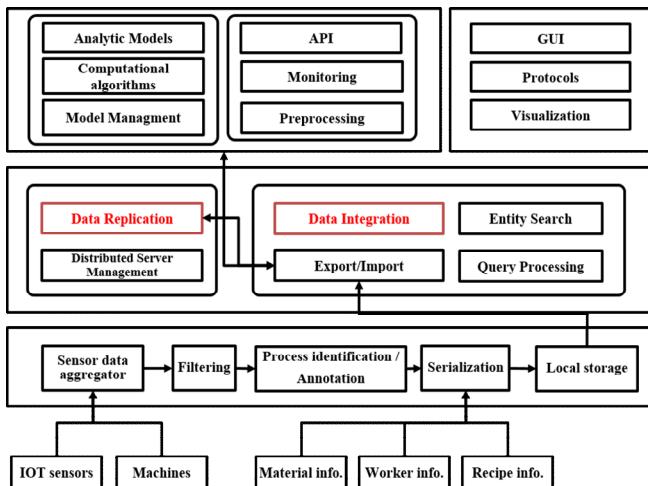 Analytic Models
Computational
algorithms
Model Managment
API
Monitoring
Preprocessing
GUI
Protocols
Visualization
Data Replication
Distributed Server
Management
Data Integration
Entity Search
Export/Import
Query Processing
Sensor data
aggregator
Filtering
Process identification /
Annotation
Serialization
Local storage
IOT sensors
Machines
Material info.
Worker info.
Recipe info.